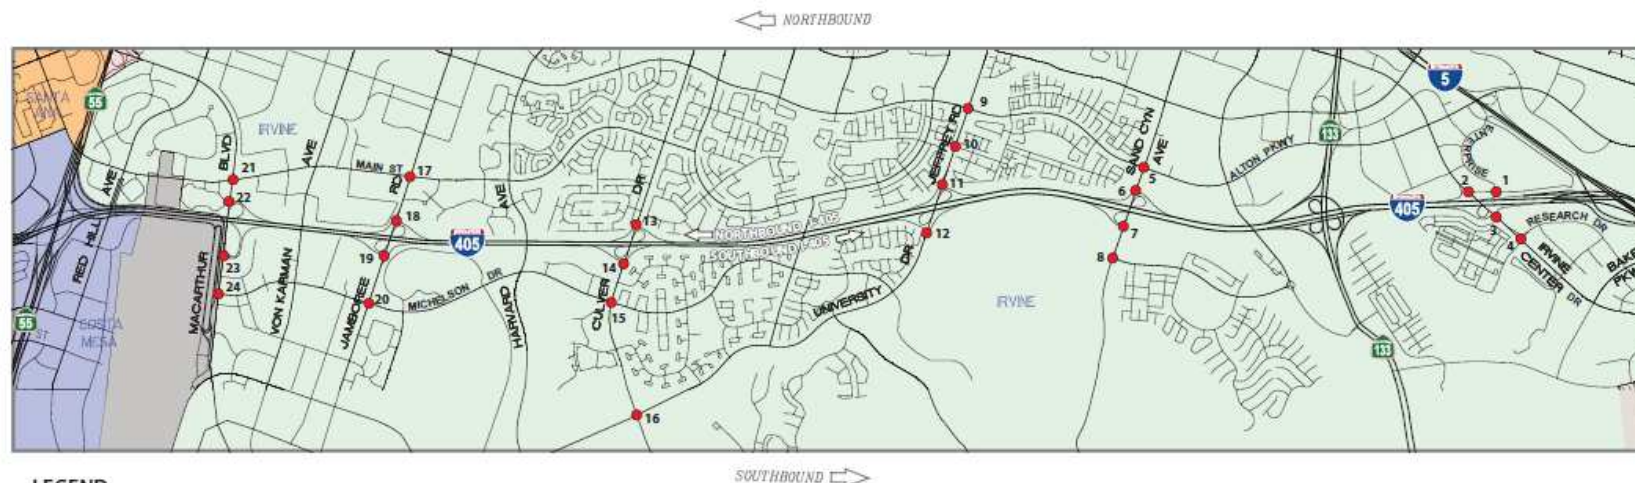 NORTHBOUND
5
55
SANTA
ANA
IRVINE
BLVD
AVE
MAIN ST
RD
17
21
22
AVE
RED HILL
18
405
19
23
24
MACARTHUR
VON KARMAN
JAMBOREE
20
MICHELSON DR
HARVARD
AVE
DR
13
14
CULVER
15
16
NORTHBOUND I-405
SOUTHBOUND I-405
9
JEFFREY RD
10
11
12
DR
UNIVERSITY
IRVINE
SAND CYN
AVE
5
6
7
8
ALTON PKWY
133
405
ENTERPRISE
2
1
3
4
RESEARCH DR
IRVINE
CENTER DR
BAKE
PKWY
133
55
ST
COSTA
MESA
SOUTHBOUND
LEGEND